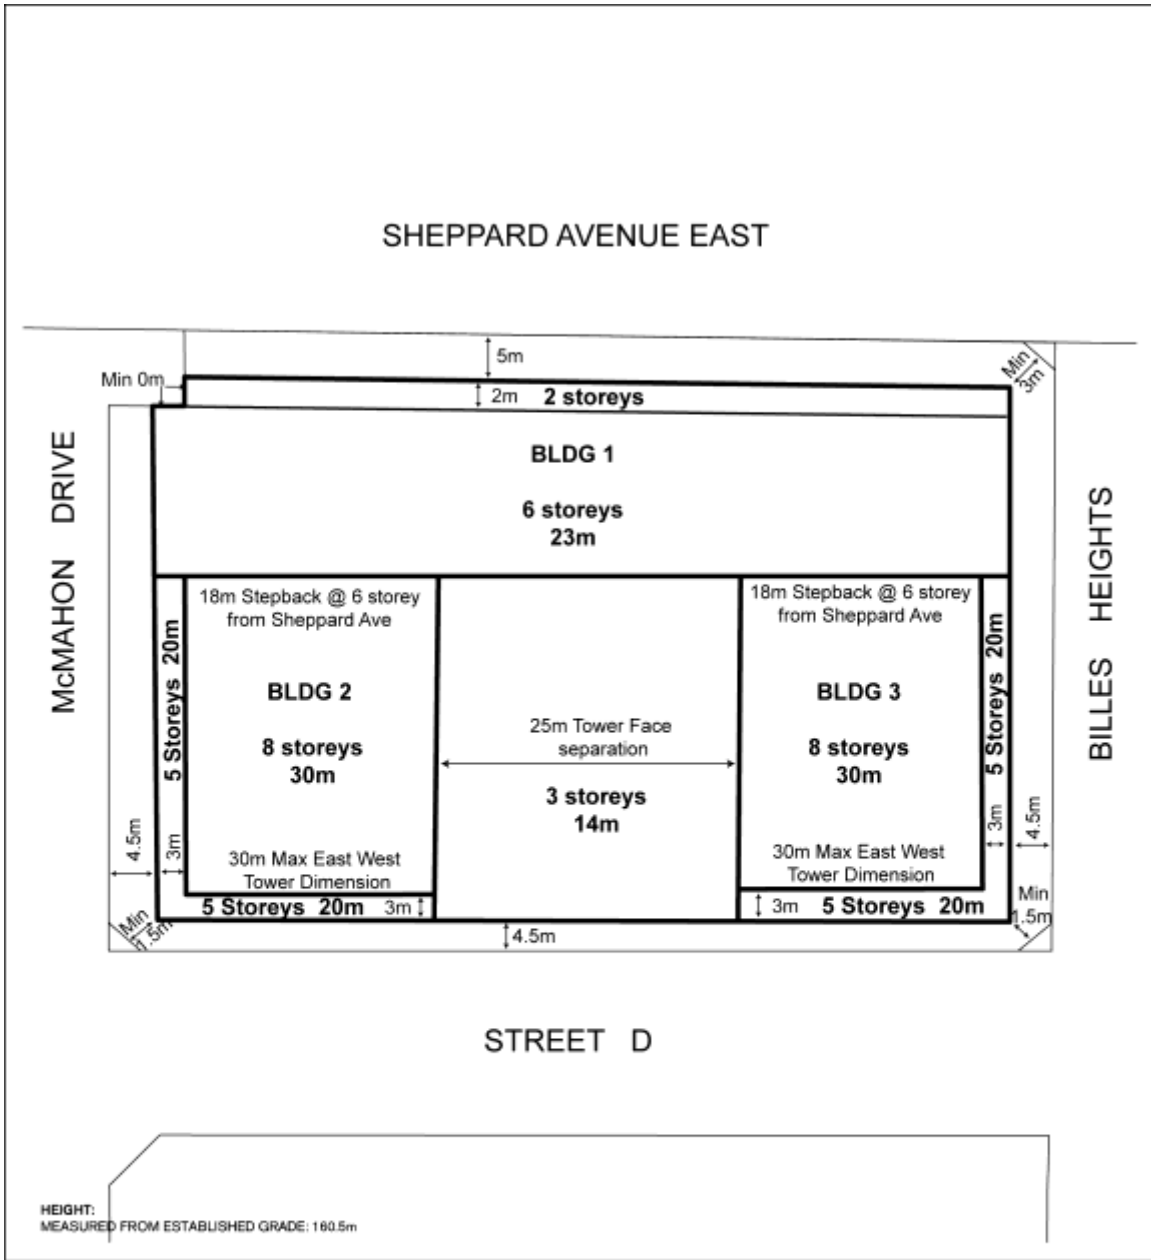 SHEPPARD AVENUE EAST
5m
Min
3m
Min 0m
2m 2 storeys
BLDG 1
6 storeys
23m
McMAHON DRIVE
BILLES HEIGHTS
18m Stepback @ 6 storey
from Sheppard Ave
18m Stepback @ 6 storey
from Sheppard Ave
5 Storeys 20m
5 Storeys 20m
BLDG 2
BLDG 3
25m Tower Face
separation
8 storeys
30m
8 storeys
30m
3 storeys
14m
4.5m
3m
3m
4.5m
30m Max East West
Tower Dimension
30m Max East West
Tower Dimension
5 Storeys 20m 3m
3m 5 Storeys 20m
Min
1.5m
Min
1.5m
4.5m
STREET D
HEIGHT:
MEASURED FROM ESTABLISHED GRADE: 160.5m